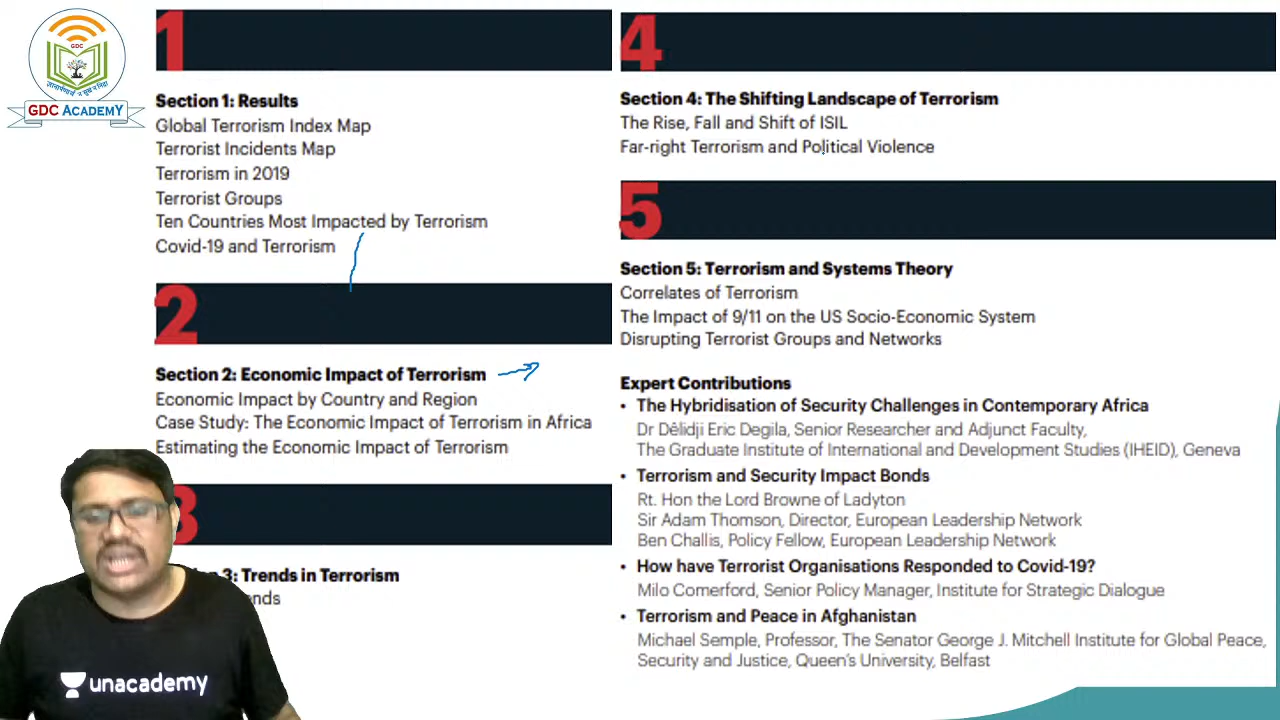 GDC
GDC ACADEMY
1
Section 1: Results
Global Terrorism Index Map
Terrorist Incidents Map
Terrorism in 2019
Terrorist Groups
Ten Countries Most Impacted by Terrorism
Covid-19 and Terrorism
2
Section 2: Economic Impact of Terrorism
Economic Impact by Country and Region
Case Study: The Economic Impact of Terrorism in Africa
Estimating the Economic Impact of Terrorism
3
3: Trends in Terrorism
unacademy
4
Section 4: The Shifting Landscape of Terrorism
The Rise, Fall and Shift of ISIL
Far-right Terrorism and Political Violence
5
Section 5: Terrorism and Systems Theory
Correlates of Terrorism
The Impact of 9/11 on the US Socio-Economic System
Disrupting Terrorist Groups and Networks
Expert Contributions
• The Hybridisation of Security Challenges in Contemporary Africa
Dr Dêlidji Eric Degila, Senior Researcher and Adjunct Faculty,
The Graduate Institute of International and Development Studies (IHEID), Geneva
• Terrorism and Security Impact Bonds
Rt. Hon the Lord Browne of Ladyton
Sir Adam Thomson, Director, European Leadership Network
Ben Challis, Policy Fellow, European Leadership Network
• How have Terrorist Organisations Responded to Covid-19?
Milo Comerford, Senior Policy Manager, Institute for Strategic Dialogue
• Terrorism and Peace in Afghanistan
Michael Semple, Professor, The Senator George J. Mitchell Institute for Global Peace,
Security and Justice, Queen's University, Belfast